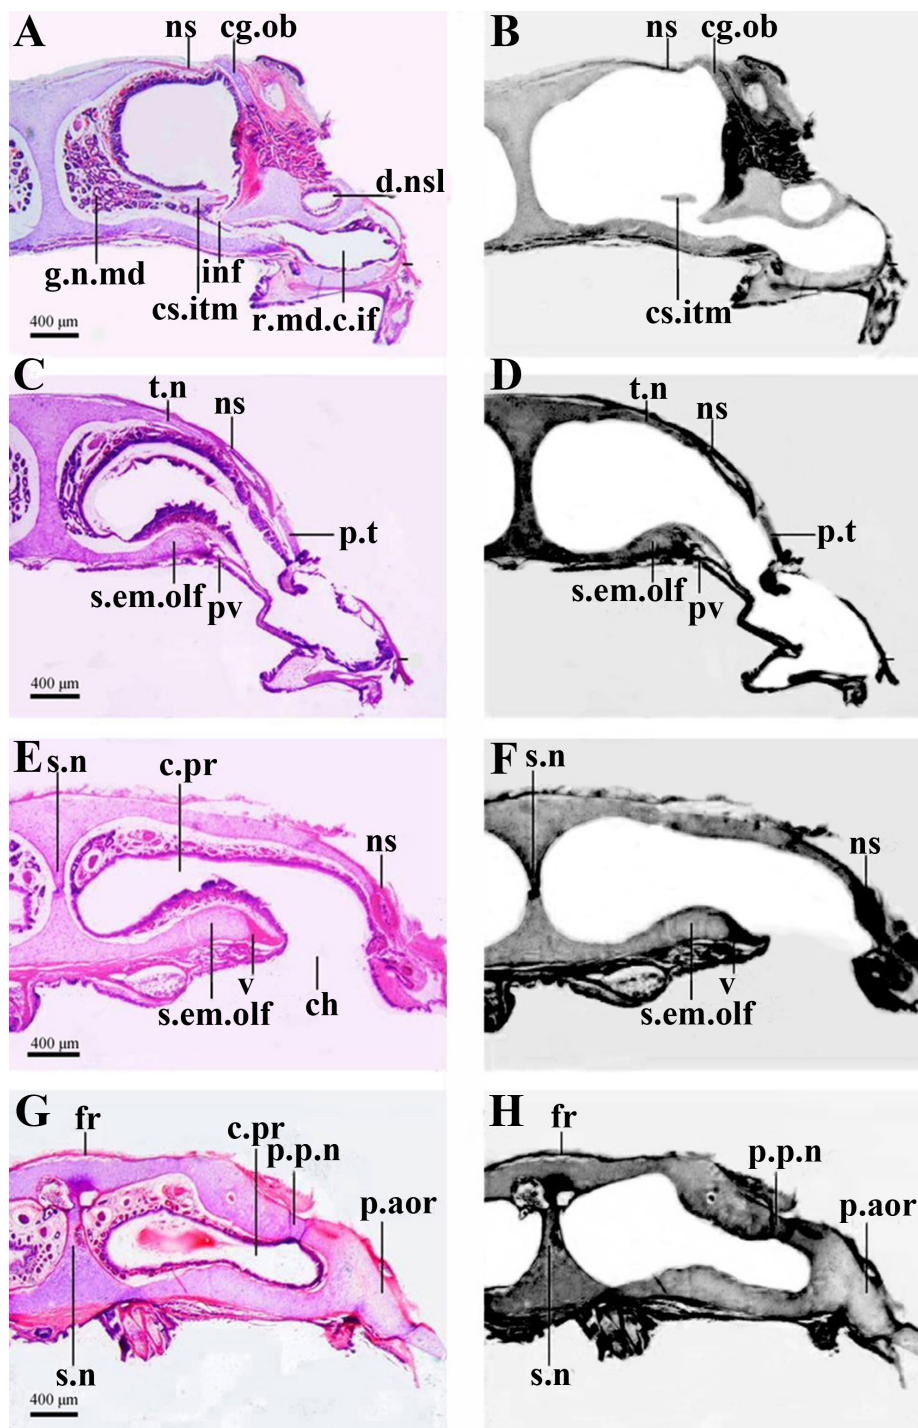 A
ns
cg.ob
d.nsl
g.n.md
inf
cs.itm
r.md.c.if
400 µm
B
ns
cg.ob
cs.itm
C
t.n
ns
p.t
s.em.olf
pv
400 µm
D
t.n
ns
p.t
s.em.olf
pv
E
s.n
c.pr
ns
v
s.em.olf
ch
400 µm
F
s.n
ns
v
s.em.olf
G
fr
c.pr
p.p.n
p.aor
s.n
400 µm
H
fr
p.p.n
p.aor
s.n